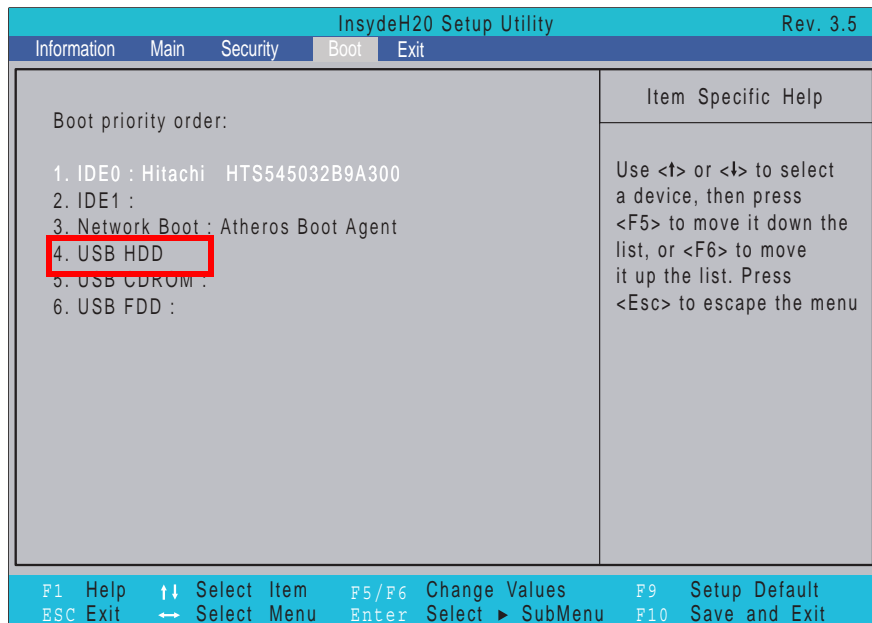 InsydeH20 Setup Utility Rev. 3.5
Information Main Security Boot Exit
Boot priority order:
1. IDE0 : Hitachi HTS545032B9A300
2. IDE1 :
3. Network Boot : Atheros Boot Agent
4. USB HDD
5. USB CDROM :
6. USB FDD :
Item Specific Help
Use <↑> or <↓> to select
a device, then press
<F5> to move it down the
list, or <F6> to move
it up the list. Press
<Esc> to escape the menu
F1 Help ↑↓ Select Item F5/F6 Change Values F9 Setup Default
ESC Exit ↔ Select Menu Enter Select ► SubMenu F10 Save and Exit